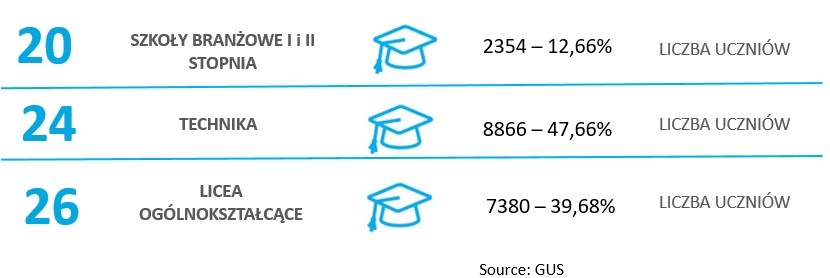 20
SZKOŁY BRANŻOWE I i II
STOPNIA
2354 – 12,66%
LICZBA UCZNIÓW
24
TECHNIKA
8866 – 47,66%
LICZBA UCZNIÓW
26
LICEA
OGÓLNOKSZTAŁCĄCE
7380 – 39,68%
LICZBA UCZNIÓW
Source: GUS